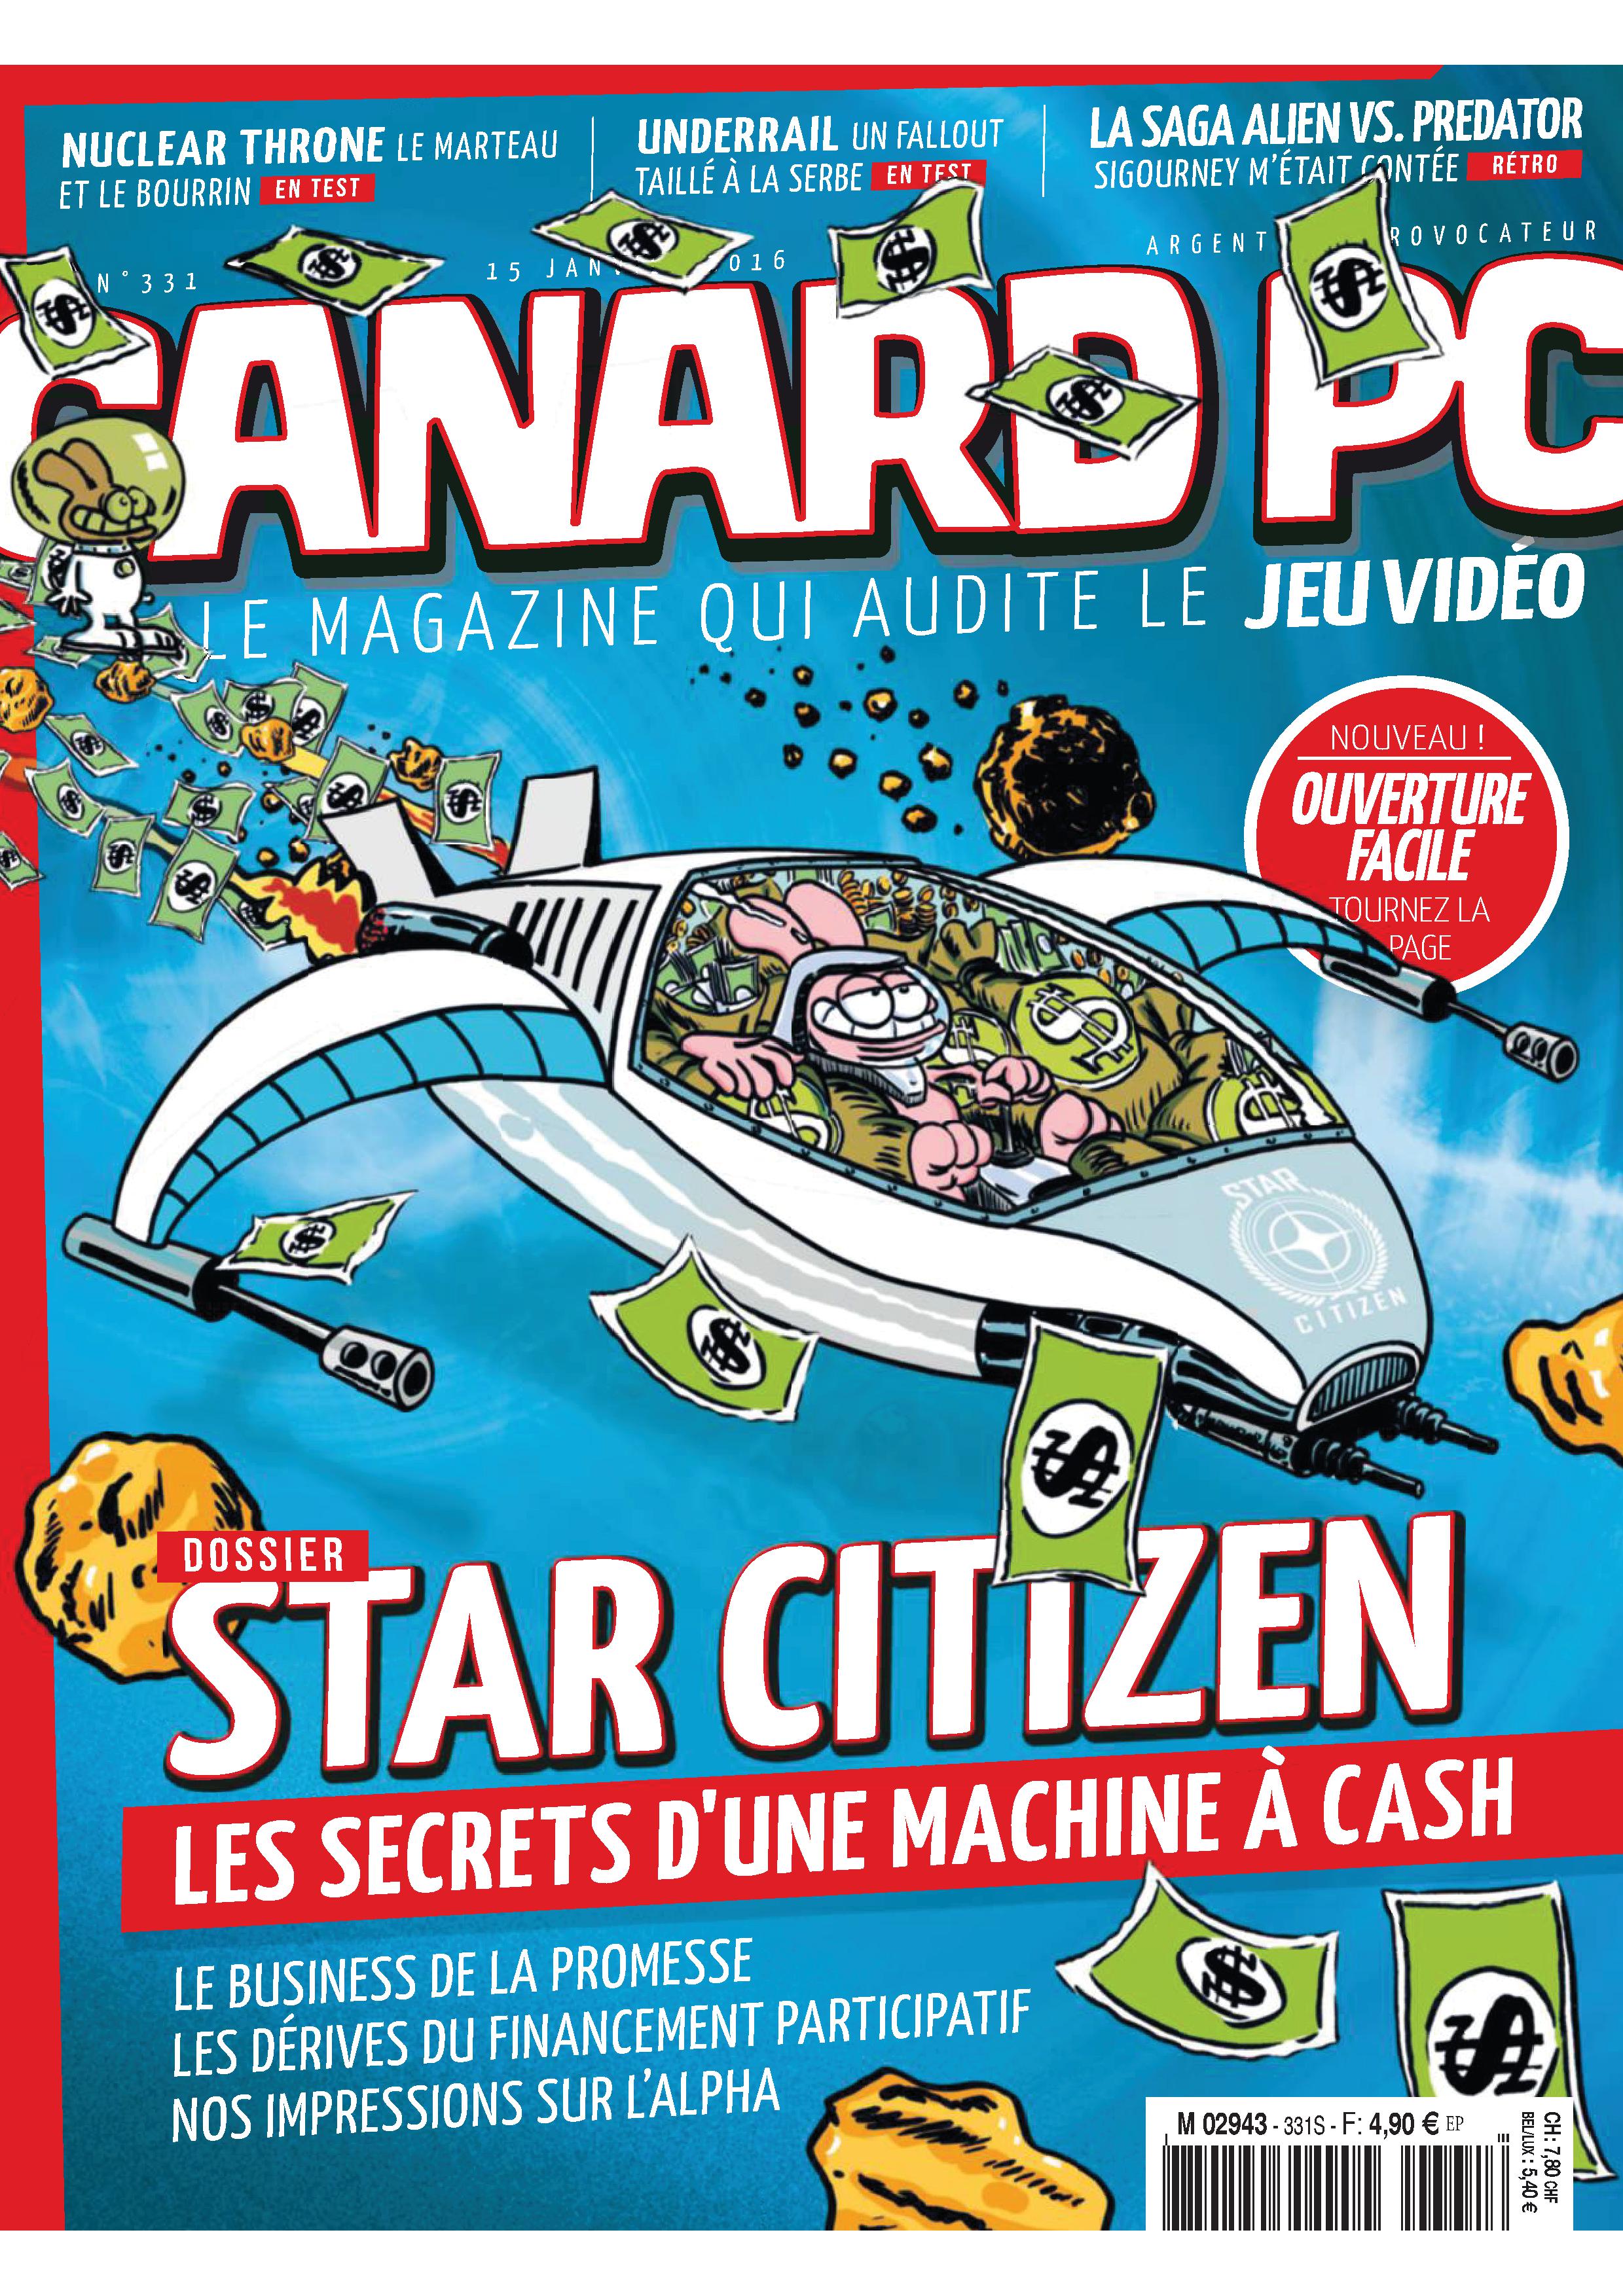 NUCLEAR THRONE LE MARTEAU
ET LE BOURRIN EN TEST
UNDERRAIL UN FALLOUT
TAILLÉ À LA SERBE EN TEST
LA SAGA ALIEN VS. PREDATOR
SIGOURNEY M'ÉTAIT CONTÉE RÉTRO
N°331
15 JANV 016
ARGENT ROVOCATEUR
CANARD PC
LE MAGAZINE QUI AUDITE LE JEU VIDÉO
NOUVEAU !
OUVERTURE
FACILE
TOURNEZ LA
PAGE
STAR
CITIZEN
DOSSIER
STAR CITIZEN
LES SECRETS D'UNE MACHINE À CASH
LE BUSINESS DE LA PROMESSE
LES DÉRIVES DU FINANCEMENT PARTICIPATIF
NOS IMPRESSIONS SUR L'ALPHA
M 02943 - 331S - F: 4,90 € EP
CH : 7,80 CHF
BEL/LUX : 5,40 €